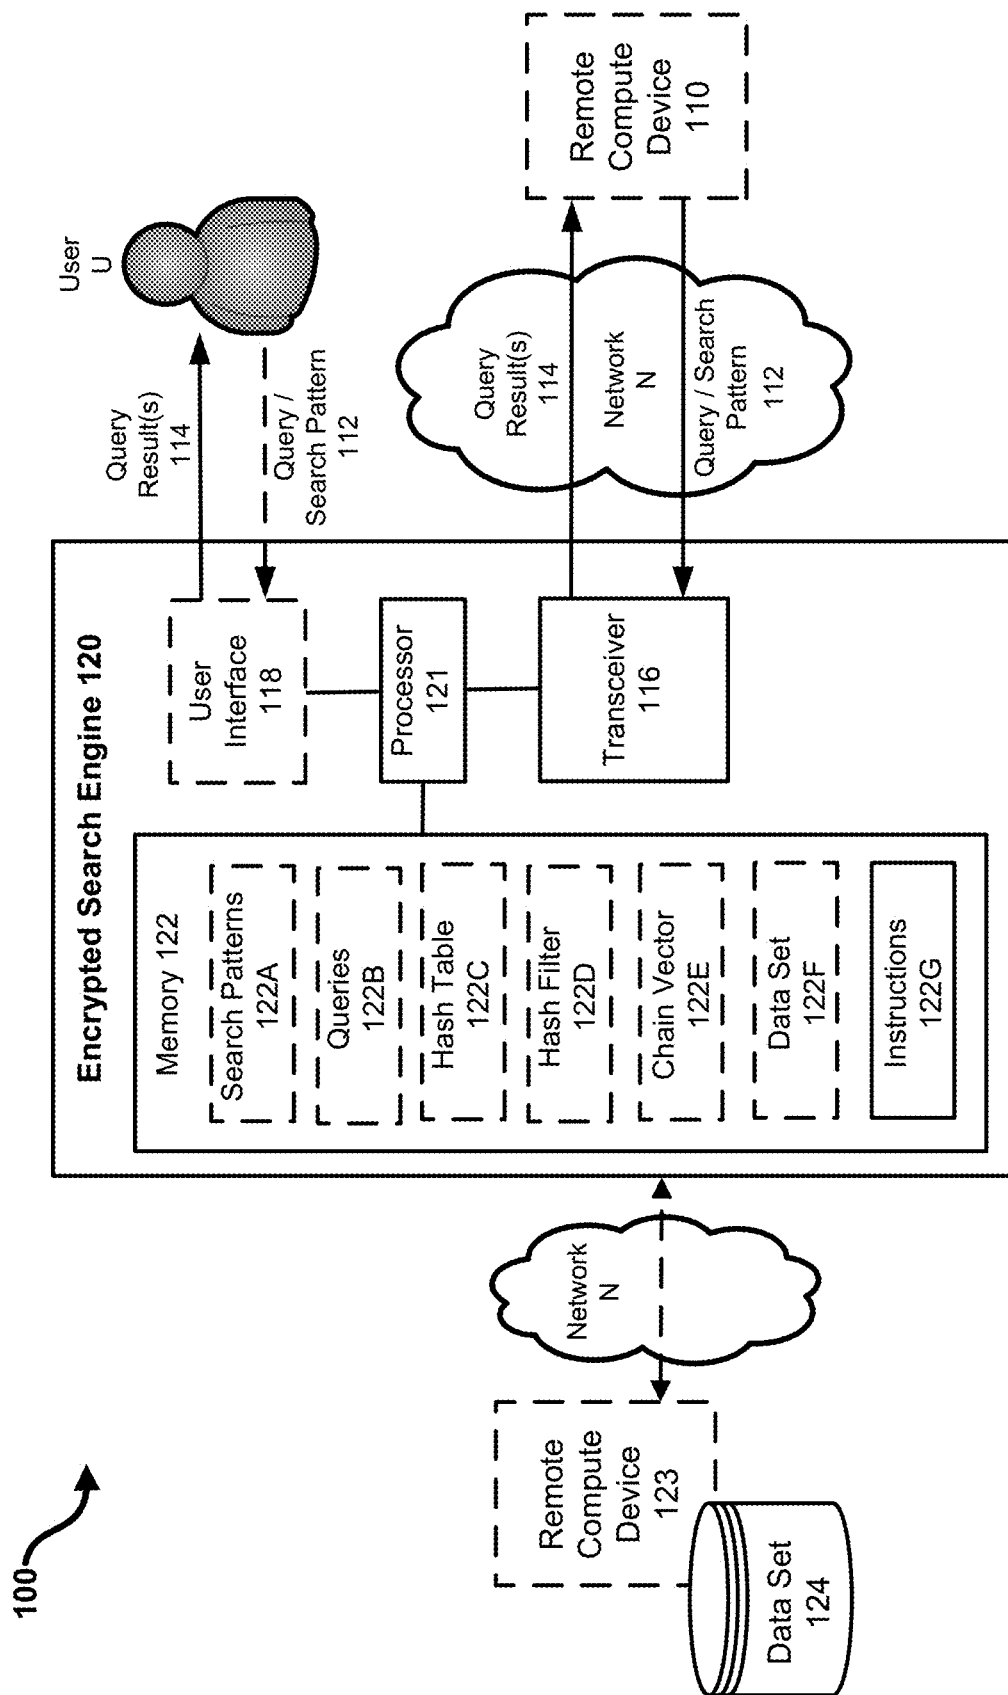 100
Remote
Compute
Device
123
Data Set
124
Network
N
Encrypted Search Engine 120
Memory 122
Search Patterns
122A
Queries
122B
Hash Table
122C
Hash Filter
122D
Chain Vector
122E
Data Set
122F
Instructions
122G
User
Interface
118
Processor
121
Transceiver
116
Query
Result(s)
114
Query /
Search Pattern
112
User
U
Query
Result(s)
114
Network
N
Query / Search
Pattern
112
Remote
Compute
Device
110